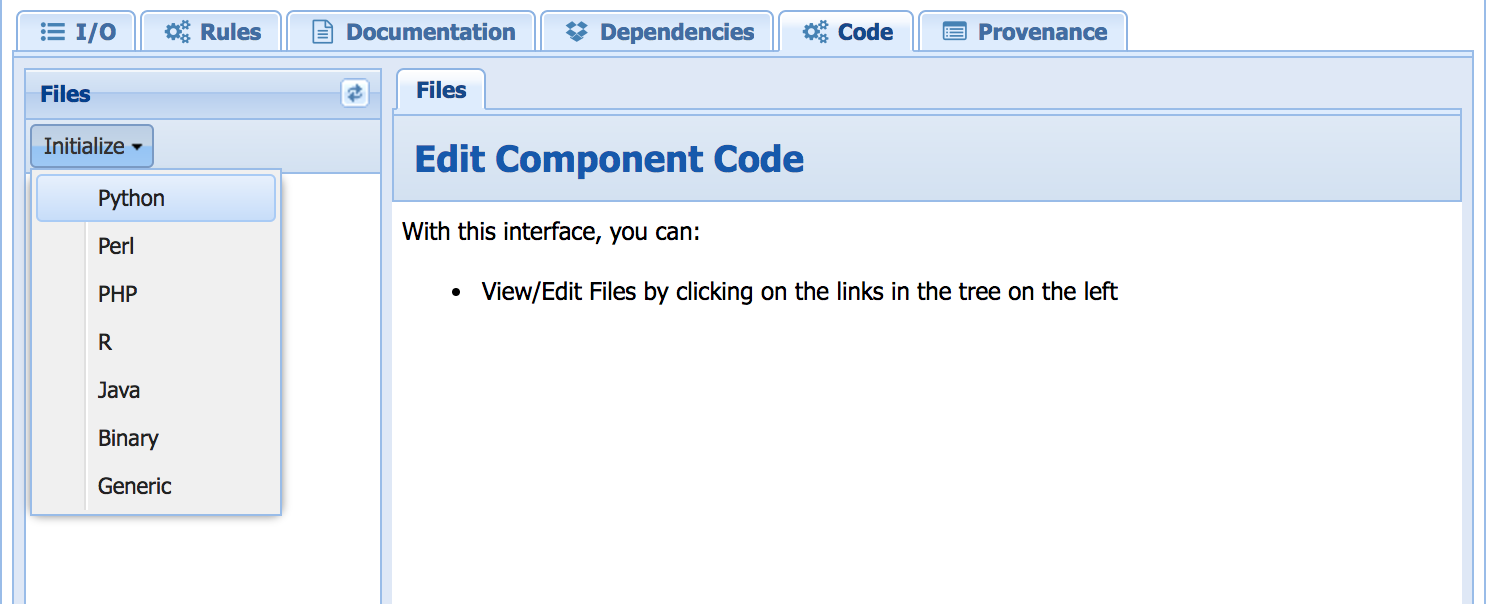 I/O Rules Documentation Dependencies Code Provenance
Files
Initialize
Python
Perl
PHP
R
Java
Binary
Generic
Files
Edit Component Code
With this interface, you can:
• View/Edit Files by clicking on the links in the tree on the left